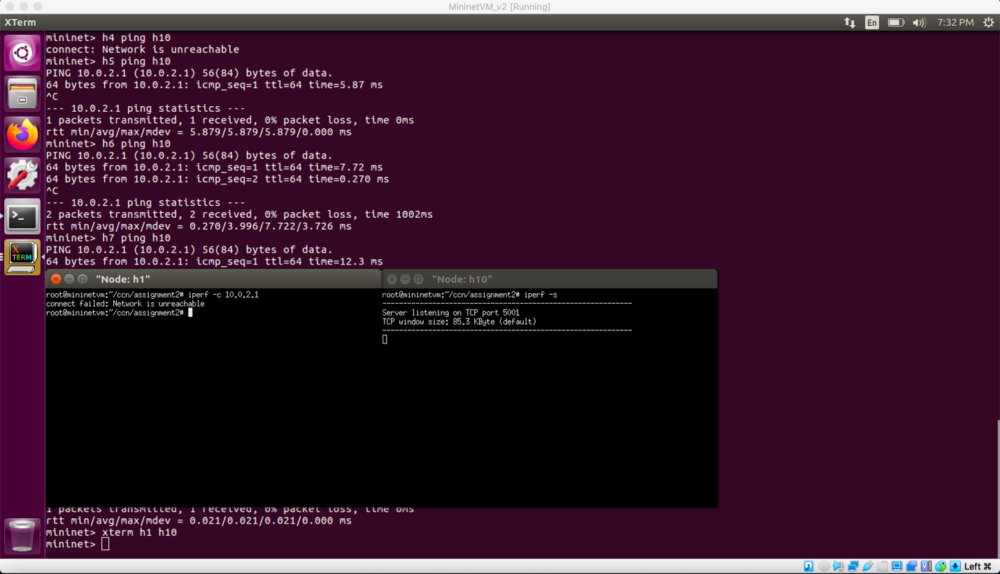 MininetVM_v2 [Running]
XTerm
En
7:32 PM
mininet> h4 ping h10
connect: Network is unreachable
mininet> h5 ping h10
PING 10.0.2.1 (10.0.2.1) 56(84) bytes of data.
64 bytes from 10.0.2.1: icmp_seq=1 ttl=64 time=5.87 ms
^C
--- 10.0.2.1 ping statistics ---
1 packets transmitted, 1 received, 0% packet loss, time 0ms
rtt min/avg/max/mdev = 5.879/5.879/5.879/0.000 ms
mininet> h6 ping h10
PING 10.0.2.1 (10.0.2.1) 56(84) bytes of data.
64 bytes from 10.0.2.1: icmp_seq=1 ttl=64 time=7.72 ms
64 bytes from 10.0.2.1: icmp_seq=2 ttl=64 time=0.270 ms
^C
--- 10.0.2.1 ping statistics ---
2 packets transmitted, 2 received, 0% packet loss, time 1002ms
rtt min/avg/max/mdev = 0.270/3.996/7.722/3.726 ms
mininet> h7 ping h10
PING 10.0.2.1 (10.0.2.1) 56(84) bytes of data.
64 bytes from 10.0.2.1: icmp_seq=1 ttl=64 time=12.3 ms
X
TERM
"Node: h1"
root@mininetvm:~/ccn/assignment2# iperf -c 10.0.2.1
connect failed: Network is unreachable
root@mininetvm:~/ccn/assignment2#
"Node: h10"
root@mininetvm:~/ccn/assignment2# iperf -s
------------------------------------------------------------
Server listening on TCP port 5001
TCP window size: 85.3 KByte (default)
------------------------------------------------------------
1 packets transmitted, 1 received, 0% packet loss, time 0ms
rtt min/avg/max/mdev = 0.021/0.021/0.021/0.000 ms
mininet> xterm h1 h10
mininet>
Left ⌘